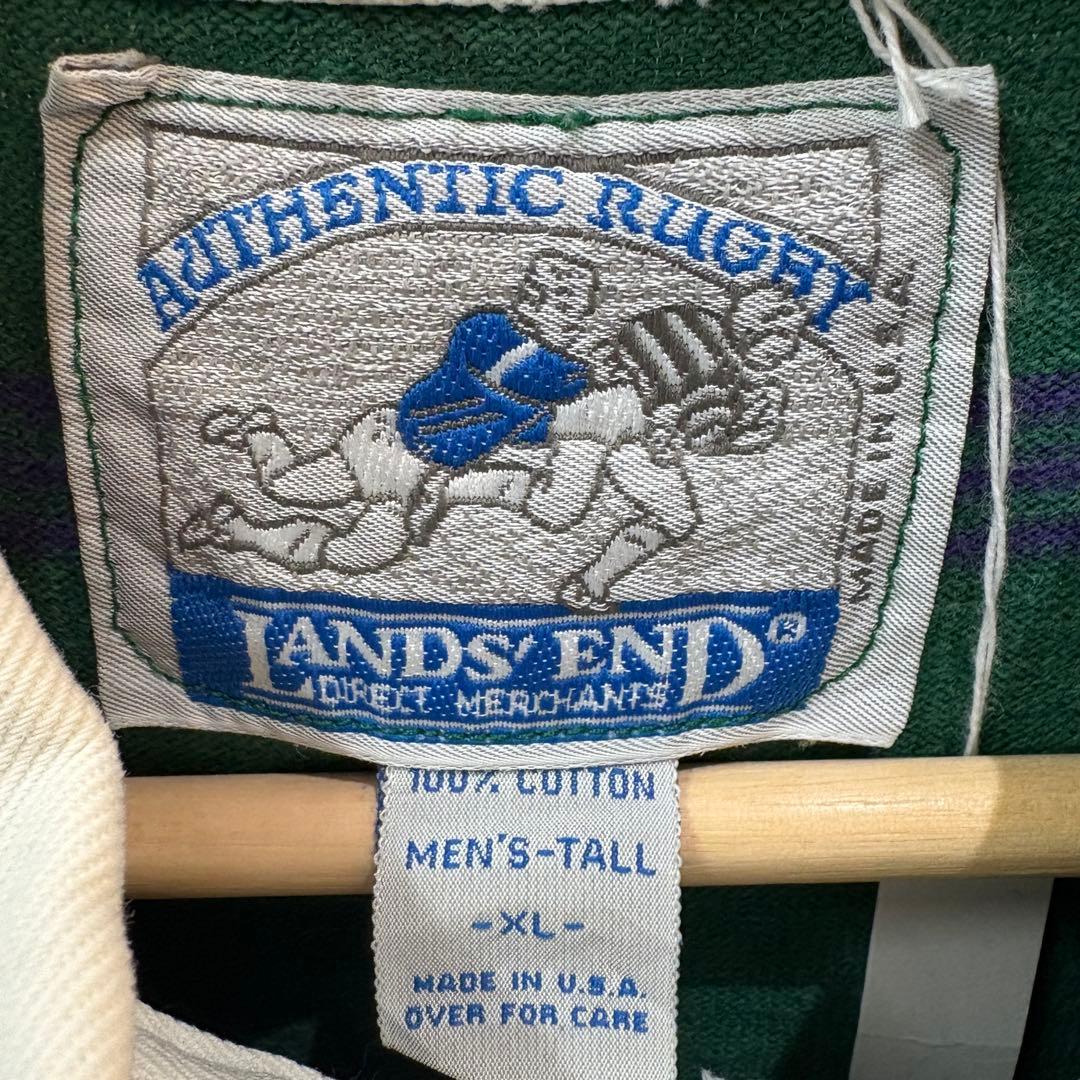 AUTHENTIC RUGBY
MADE IN U.S.A.
LANDS' END®
DIRECT MERCHANTS
100% COTTON
MEN'S-TALL
-XL-
MADE IN U.S.A.
OVER FOR CARE